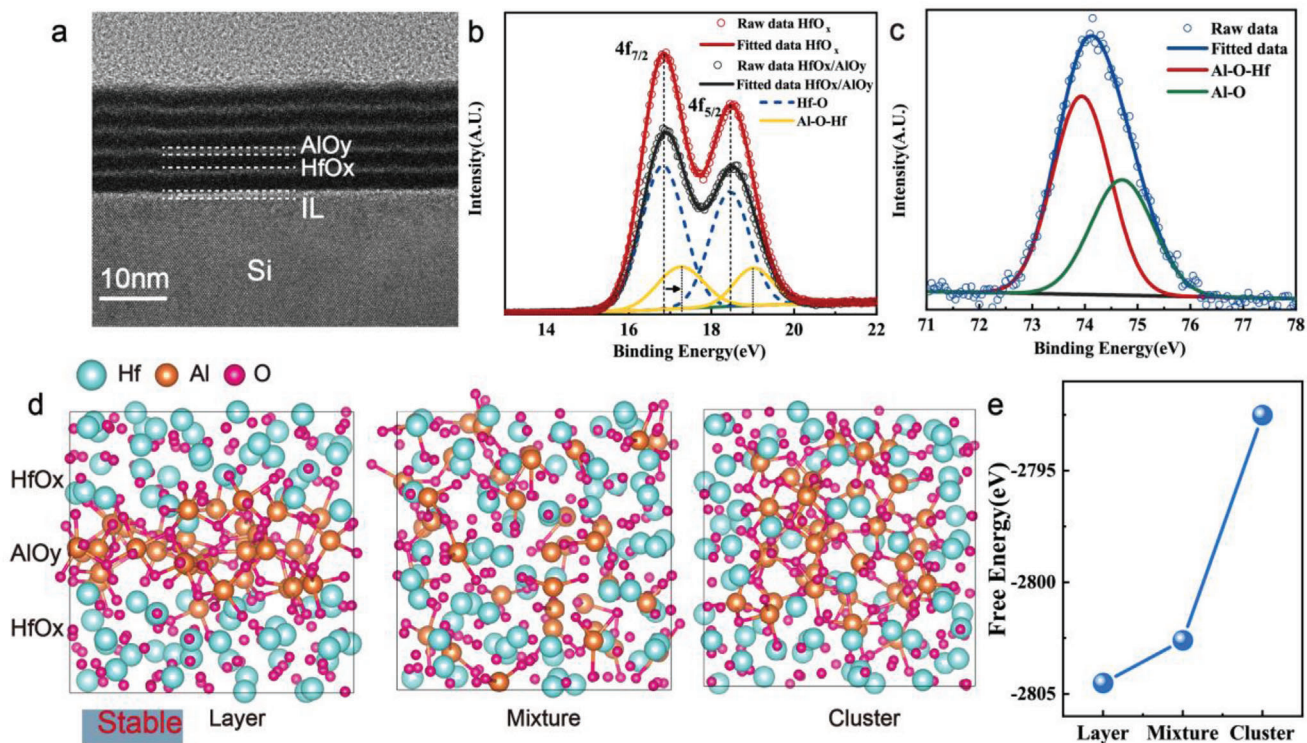 a
AlOy
HfOx
IL
Si
10nm
b
4f7/2
4f5/2
Raw data HfOx
Fitted data HfOx
Raw data HfOx/AlOy
Fitted data HfOx/AlOy
Hf-O
Al-O-Hf
Intensity(A.U.)
14 16 18 20 22
Binding Energy(eV)
c
Raw data
Fitted data
Al-O-Hf
Al-O
Intensity(A.U.)
71 72 73 74 75 76 77 78
Binding Energy(eV)
Hf Al O
d
HfOx
AlOy
HfOx
Stable Layer
Mixture
Cluster
e
Free Energy(eV)
-2795
-2800
-2805
Layer Mixture Cluster